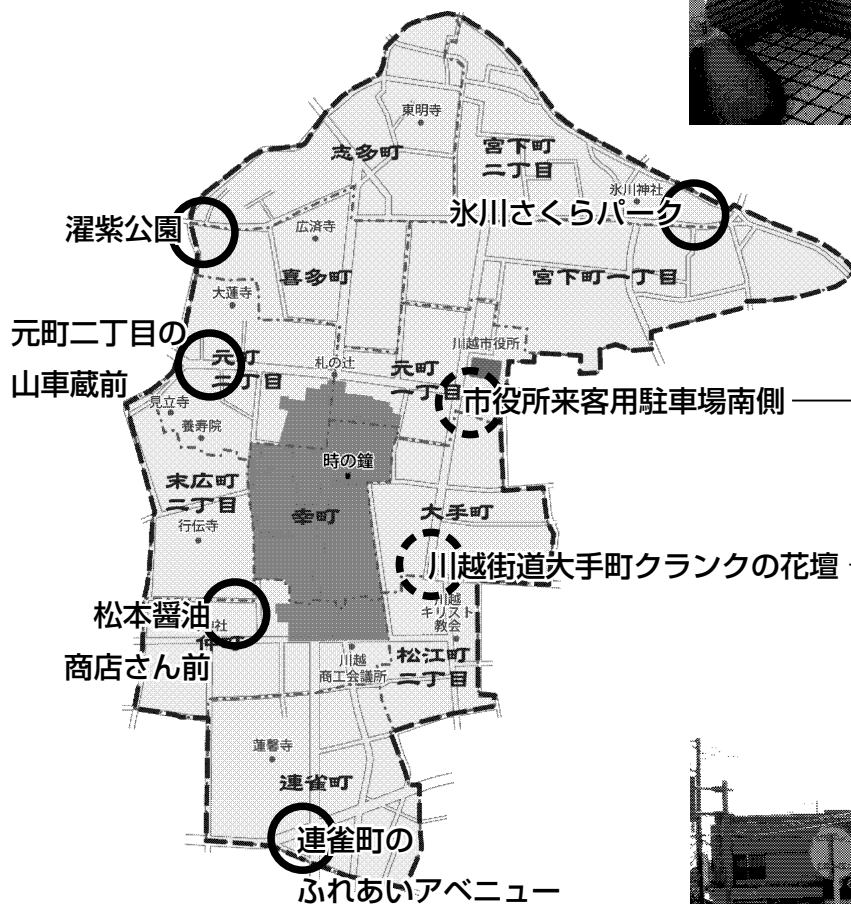 東明寺
志多町
宮下町
二丁目
氷川神社
氷川さくらパーク
濯紫公園
広済寺
喜多町
宮下町一丁目
大蓮寺
川越市役所
元町二丁目の
山車蔵前
元町
二丁目
札の辻
元町
一丁目
市役所来客用駐車場南側
見立寺
養寿院
時の鐘
末広町
二丁目
幸町
大手町
行伝寺
川越街道大手町クランクの花壇
川越
キリスト
教会
松本醤油
商店さん前
仲町
川越
商工会議所
松江町
二丁目
蓮馨寺
連雀町
連雀町の
ふれあいアベニュー